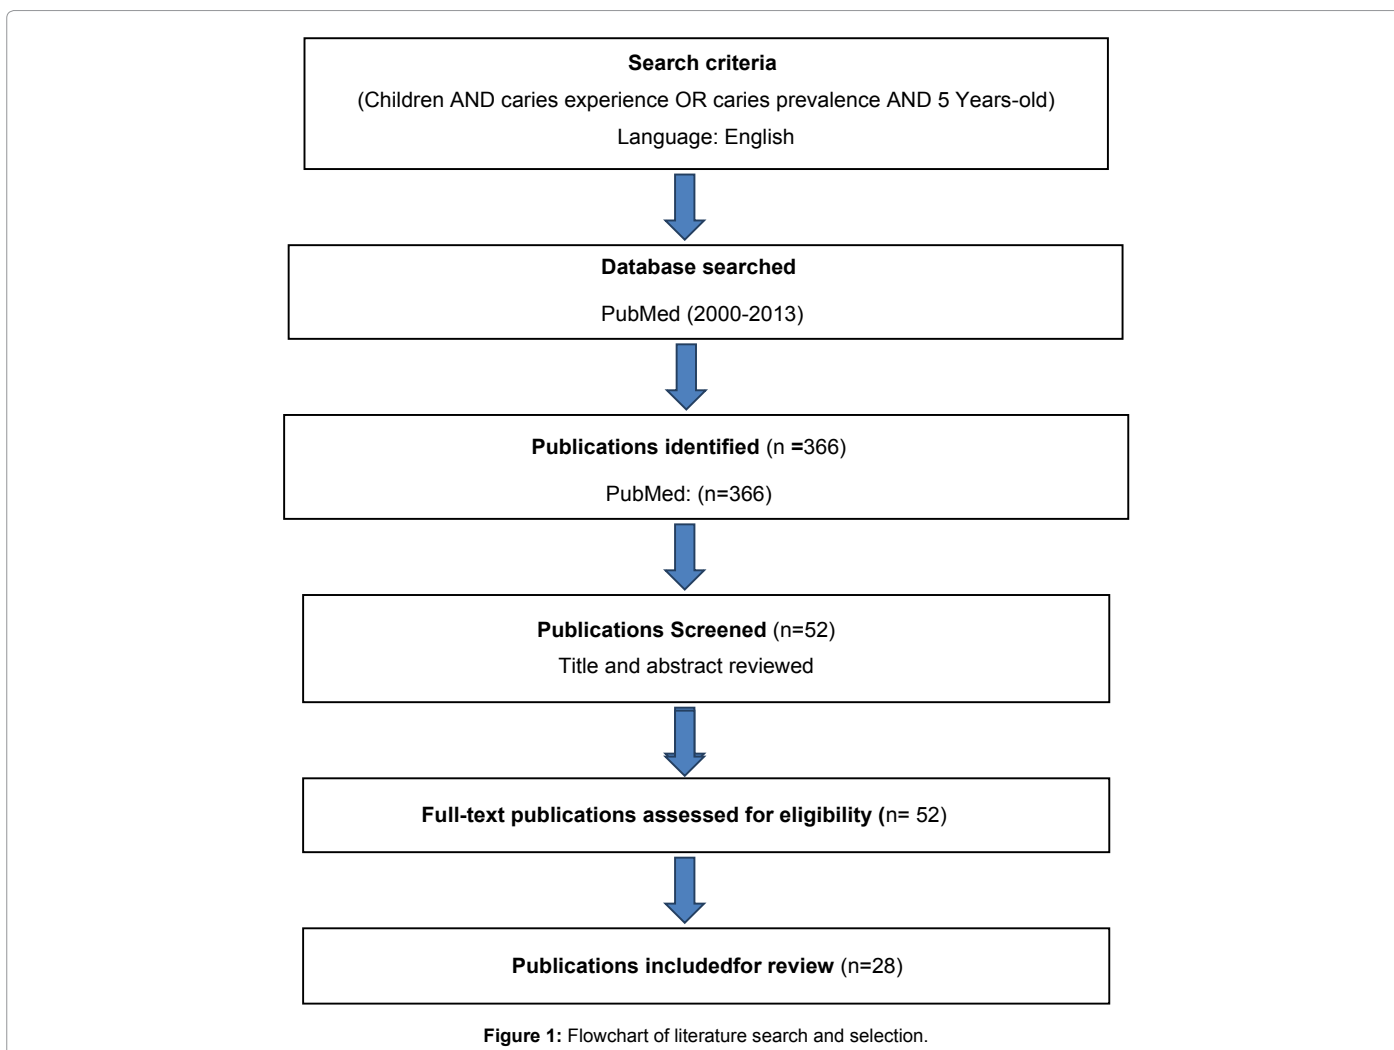 Search criteria
(Children AND caries experience OR caries prevalence AND 5 Years-old)
Language: English
Database searched
PubMed (2000-2013)
Publications identified (n =366)
PubMed: (n=366)
Publications Screened (n=52)
Title and abstract reviewed
Full-text publications assessed for eligibility (n= 52)
Publications includedfor review (n=28)
Figure 1: Flowchart of literature search and selection.